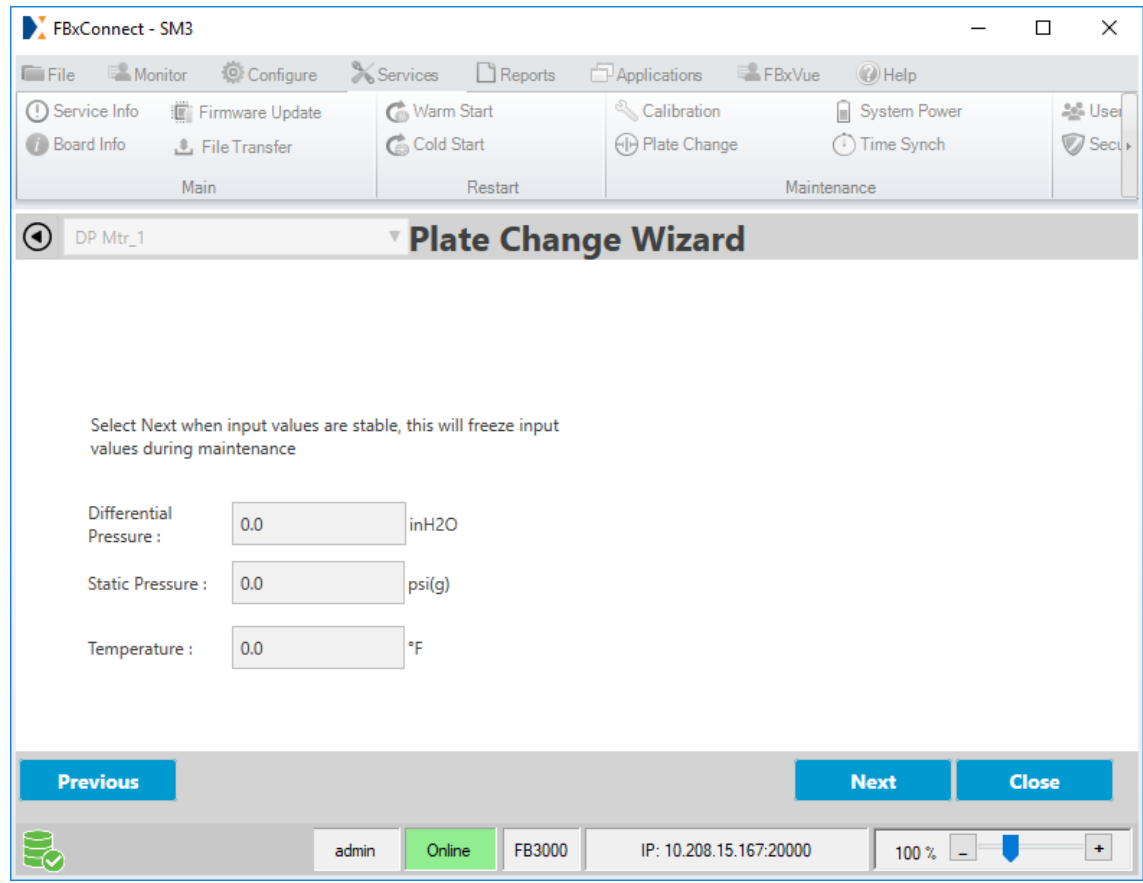 FBxConnect - SM3
File Monitor Configure Services Reports Applications FBxVue Help
Service Info Firmware Update Warm Start Calibration System Power User
Board Info File Transfer Cold Start Plate Change Time Synch Secu
Main Restart Maintenance
DP Mtr_1 Plate Change Wizard
Select Next when input values are stable, this will freeze input
values during maintenance
Differential
Pressure : 0.0 inH2O
Static Pressure : 0.0 psi(g)
Temperature : 0.0 °F
Previous Next Close
admin Online FB3000 IP: 10.208.15.167:20000 100 % - +